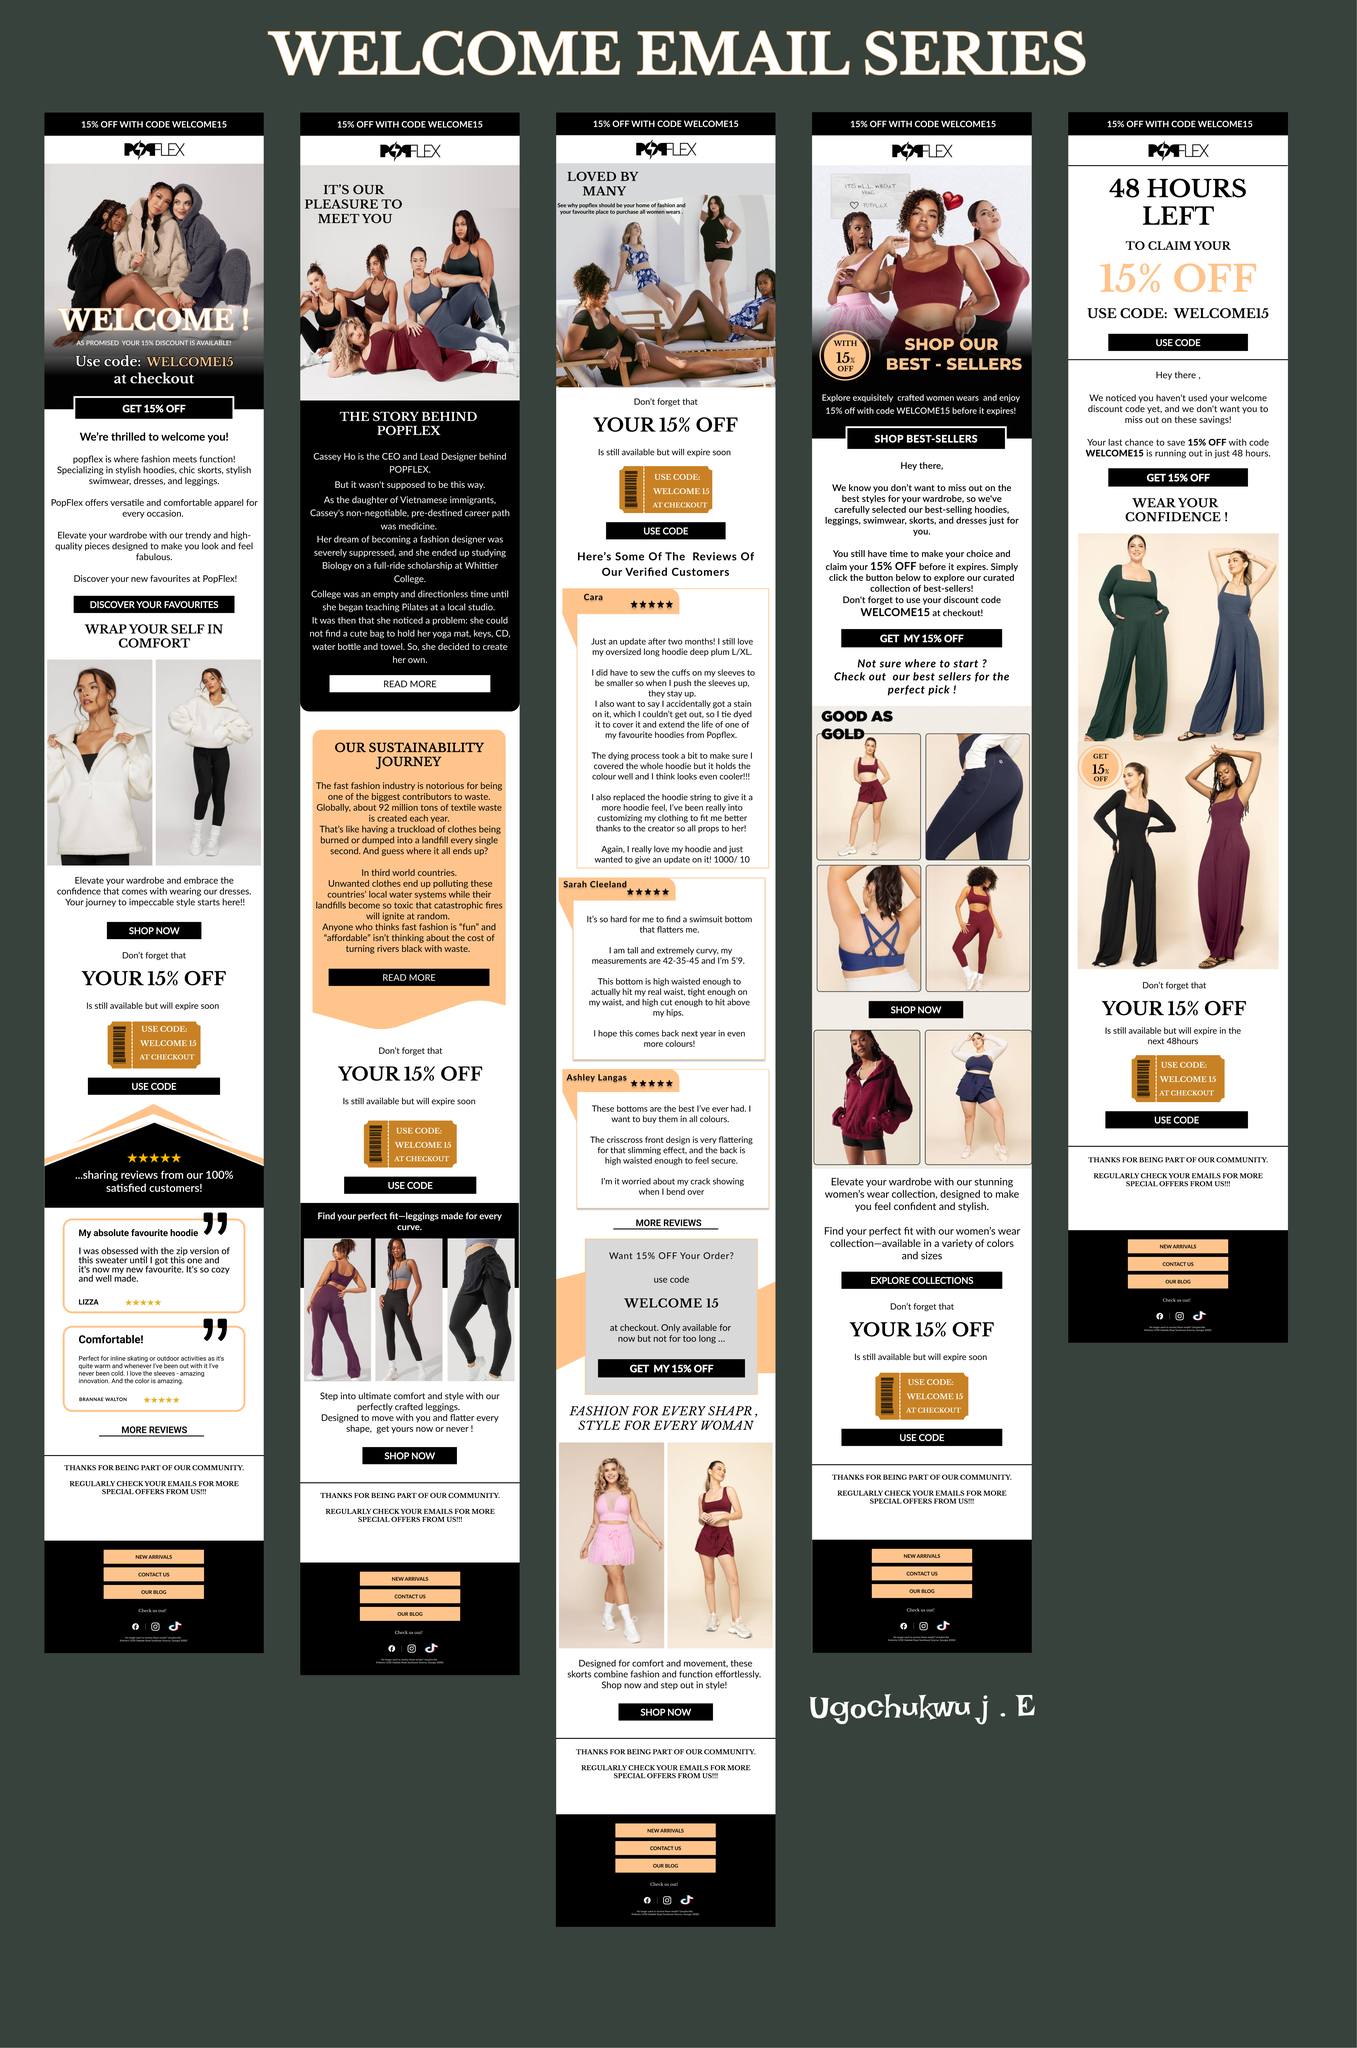 WELCOME EMAIL SERIES
15% OFF WITH CODE WELCOME15
POPFLEX
WELCOME !
AS PROMISED YOUR 15% DISCOUNT IS AVAILABLE!
Use code: WELCOME15
at checkout
GET 15% OFF
We're thrilled to welcome you!
popflex is where fashion meets function!
Specializing in stylish hoodies, chic skorts, stylish
swimwear, dresses, and leggings.
PopFlex offers versatile and comfortable apparel for
every occasion.
Elevate your wardrobe with our trendy and high-
quality pieces designed to make you look and feel
fabulous.
Discover your new favourites at PopFlex!
DISCOVER YOUR FAVOURITES
WRAP YOUR SELF IN
COMFORT
Elevate your wardrobe and embrace the
confidence that comes with wearing our dresses.
Your journey to impeccable style starts here!!
SHOP NOW
Don't forget that
YOUR 15% OFF
Is still available but will expire soon
USE CODE:
WELCOME 15
AT CHECKOUT
USE CODE
...sharing reviews from our 100%
satisfied customers!
My absolute favourite hoodie
I was obsessed with the zip version of
this sweater until I got this one and
it's now my new favourite. It's so cozy
and well made.
LIZZA
Comfortable!
Perfect for inline skating or outdoor activities as it's
quite warm and whenever I've been out with it I've
never been cold. I love the sleeves - amazing
innovation. And the color is amazing.
BRANNAE WALTON
MORE REVIEWS
THANKS FOR BEING PART OF OUR COMMUNITY.
REGULARLY CHECK YOUR EMAILS FOR MORE
SPECIAL OFFERS FROM US!!!
NEW ARRIVALS
CONTACT US
OUR BLOG
Check us out!
15% OFF WITH CODE WELCOME15
POPFLEX
IT'S OUR
PLEASURE TO
MEET YOU
THE STORY BEHIND
POPFLEX
Cassey Ho is the CEO and Lead Designer behind
POPFLEX.
But it wasn't supposed to be this way.
As the daughter of Vietnamese immigrants,
Cassey's non-negotiable, pre-destined career path
was medicine.
Her dream of becoming a fashion designer was
severely suppressed, and she ended up studying
Biology on a full-ride scholarship at Whittier
College.
College was an empty and directionless time until
she began teaching Pilates at a local studio.
It was then that she noticed a problem: she could
not find a cute bag to hold her yoga mat, keys, CD,
water bottle and towel. So, she decided to create
her own.
READ MORE
OUR SUSTAINABILITY
JOURNEY
The fast fashion industry is notorious for being
one of the biggest contributors to waste.
Globally, about 92 million tons of textile waste
is created each year.
That's like having a truckload of clothes being
burned or dumped into a landfill every single
second. And guess where it all ends up?
In third world countries.
Unwanted clothes end up polluting these
countries' local water systems while their
landfills become so toxic that catastrophic fires
will ignite at random.
Anyone who thinks fast fashion is "fun" and
"affordable" isn't thinking about the cost of
turning rivers black with waste.
READ MORE
Don't forget that
YOUR 15% OFF
Is still available but will expire soon
USE CODE:
WELCOME 15
AT CHECKOUT
USE CODE
Find your perfect fit—leggings made for every
curve.
Step into ultimate comfort and style with our
perfectly crafted leggings.
Designed to move with you and flatter every
shape, get yours now or never !
SHOP NOW
THANKS FOR BEING PART OF OUR COMMUNITY.
REGULARLY CHECK YOUR EMAILS FOR MORE
SPECIAL OFFERS FROM US!!!
NEW ARRIVALS
CONTACT US
OUR BLOG
Check us out!
15% OFF WITH CODE WELCOME15
POPFLEX
LOVED BY
MANY
See why popflex should be your home of fashion and
your favourite place to purchase all women wears .
Don't forget that
YOUR 15% OFF
Is still available but will expire soon
USE CODE:
WELCOME 15
AT CHECKOUT
USE CODE
Here's Some Of The Reviews Of
Our Verified Customers
Cara
Just an update after two months! I still love
my oversized long hoodie deep plum L/XL.
I did have to sew the cuffs on my sleeves to
be smaller so when I push the sleeves up,
they stay up.
I also want to say I accidentally got a stain
on it, which I couldn't get out, so I tie dyed
it to cover it and extend the life of one of
my favourite hoodies from Popflex.
The dying process took a bit to make sure I
covered the whole hoodie but it holds the
colour well and I think looks even cooler!!!
I also replaced the hoodie string to give it a
more hoodie feel, I've been really into
customizing my clothing to fit me better
thanks to the creator so all props to her!
Again, I really love my hoodie and just
wanted to give an update on it! 1000/ 10
Sarah Cleeland
It's so hard for me to find a swimsuit bottom
that flatters me.
I am tall and extremely curvy, my
measurements are 42-35-45 and I'm 5'9.
This bottom is high waisted enough to
actually hit my real waist, tight enough on
my waist, and high cut enough to hit above
my hips.
I hope this comes back next year in even
more colours!
Ashley Langas
These bottoms are the best I've ever had. I
want to buy them in all colours.
The crisscross front design is very flattering
for that slimming effect, and the back is
high waisted enough to feel secure.
I'm it worried about my crack showing
when I bend over
MORE REVIEWS
Want 15% OFF Your Order?
use code
WELCOME 15
at checkout. Only available for
now but not for too long ...
GET MY 15% OFF
FASHION FOR EVERY SHAPR ,
STYLE FOR EVERY WOMAN
Designed for comfort and movement, these
skorts combine fashion and function effortlessly.
Shop now and step out in style!
SHOP NOW
THANKS FOR BEING PART OF OUR COMMUNITY.
REGULARLY CHECK YOUR EMAILS FOR MORE
SPECIAL OFFERS FROM US!!!
NEW ARRIVALS
CONTACT US
OUR BLOG
Check us out!
15% OFF WITH CODE WELCOME15
POPFLEX
ITS ALL ABOUT
POPFLEX
WITH
15%
OFF
SHOP OUR
BEST - SELLERS
Explore exquisitely crafted women wears and enjoy
15% off with code WELCOME15 before it expires!
SHOP BEST-SELLERS
Hey there,
We know you don't want to miss out on the
best styles for your wardrobe, so we've
carefully selected our best-selling hoodies,
leggings, swimwear, skorts, and dresses just for
you.
You still have time to make your choice and
claim your 15% OFF before it expires. Simply
click the button below to explore our curated
collection of best-sellers!
Don't forget to use your discount code
WELCOME15 at checkout!
GET MY 15% OFF
Not sure where to start ?
Check out our best sellers for the
perfect pick !
GOOD AS
GOLD
SHOP NOW
Elevate your wardrobe with our stunning
women's wear collection, designed to make
you feel confident and stylish.
Find your perfect fit with our women's wear
collection—available in a variety of colors
and sizes
EXPLORE COLLECTIONS
Don't forget that
YOUR 15% OFF
Is still available but will expire soon
USE CODE:
WELCOME 15
AT CHECKOUT
USE CODE
THANKS FOR BEING PART OF OUR COMMUNITY.
REGULARLY CHECK YOUR EMAILS FOR MORE
SPECIAL OFFERS FROM US!!!
NEW ARRIVALS
CONTACT US
OUR BLOG
Check us out!
Ugochukwu j . E
15% OFF WITH CODE WELCOME15
POPFLEX
48 HOURS
LEFT
TO CLAIM YOUR
15% OFF
USE CODE: WELCOME15
USE CODE
Hey there ,
We noticed you haven't used your welcome
discount code yet, and we don't want you to
miss out on these savings!
Your last chance to save 15% OFF with code
WELCOME15 is running out in just 48 hours.
GET 15% OFF
WEAR YOUR
CONFIDENCE !
GET
15%
OFF
Don't forget that
YOUR 15% OFF
Is still available but will expire in the
next 48hours
USE CODE:
WELCOME 15
AT CHECKOUT
USE CODE
THANKS FOR BEING PART OF OUR COMMUNITY.
REGULARLY CHECK YOUR EMAILS FOR MORE
SPECIAL OFFERS FROM US!!!
NEW ARRIVALS
CONTACT US
OUR BLOG
Check us out!